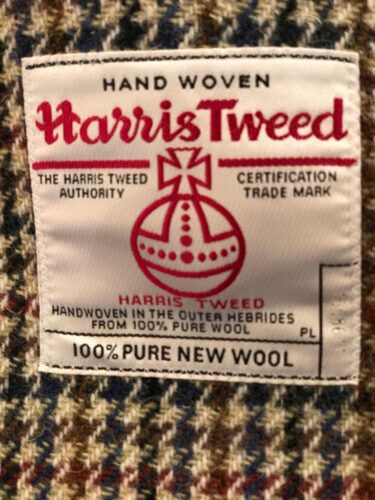 HAND WOVEN
Harris Tweed
THE HARRIS TWEED CERTIFICATION
AUTHORITY TRADE MARK
HARRIS TWEED
HANDWOVEN IN THE OUTER HEBRIDES
FROM 100% PURE WOOL PL
100% PURE NEW WOOL